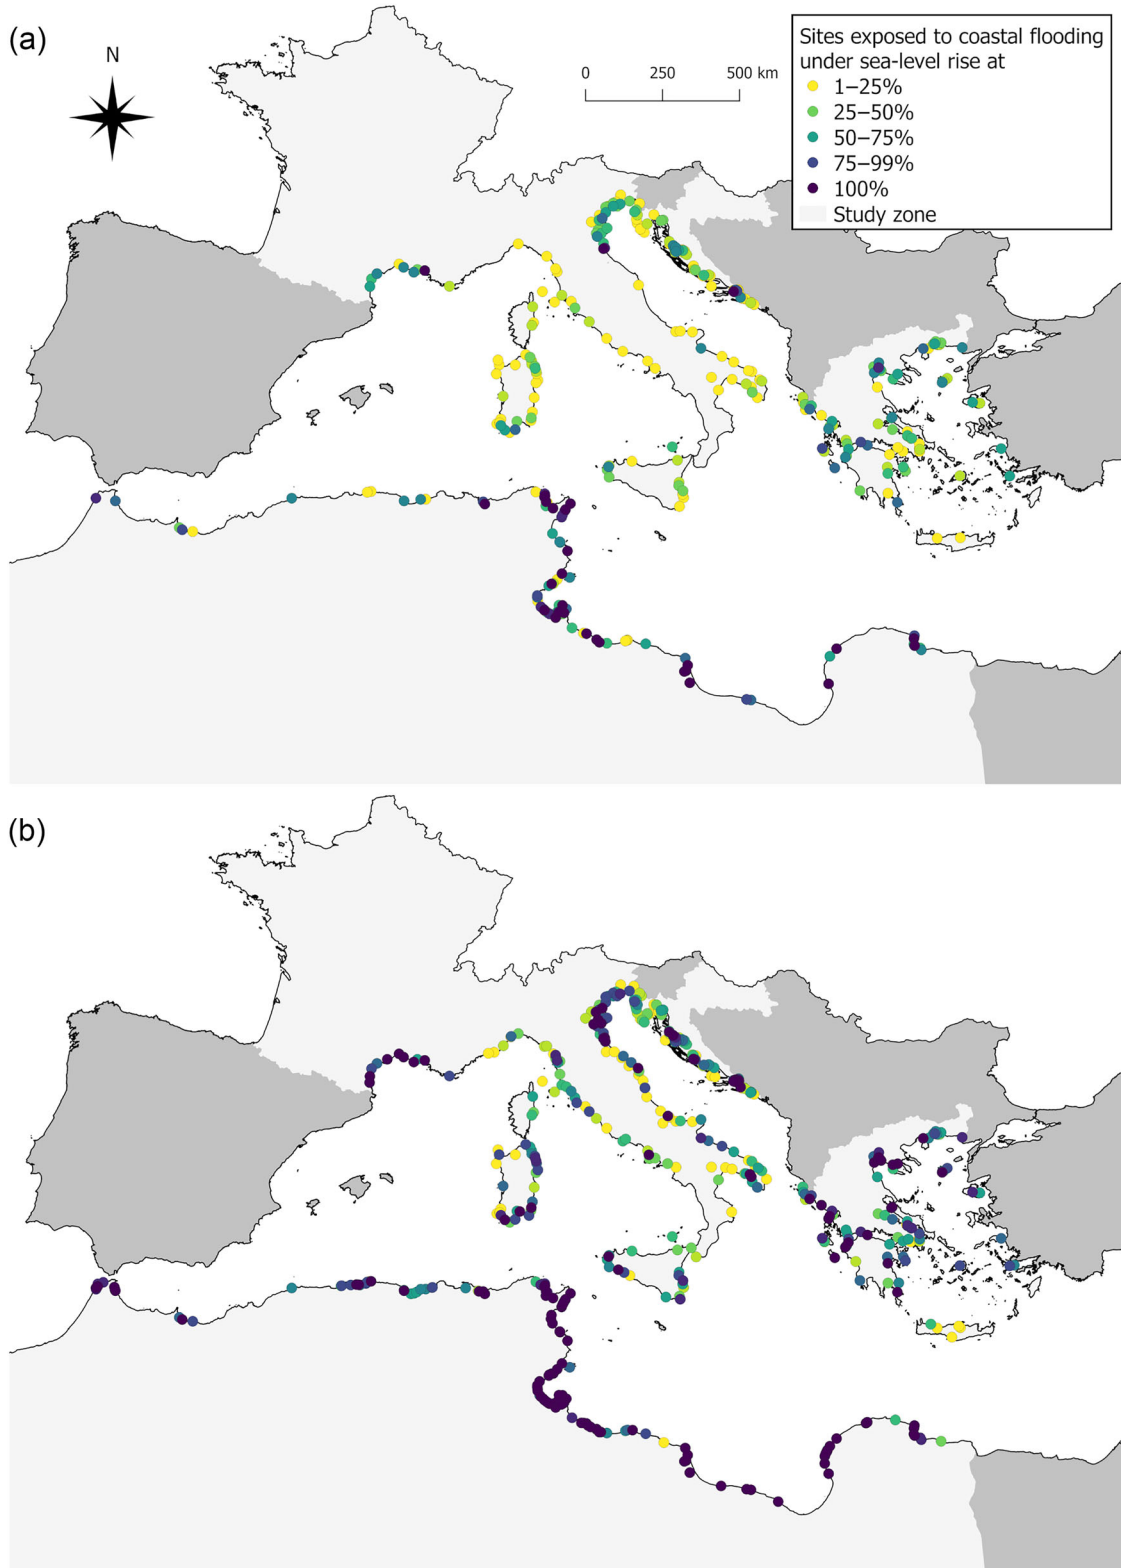 (a)
N
0 250 500 km
Sites exposed to coastal flooding
under sea-level rise at
1–25%
25–50%
50–75%
75–99%
100%
Study zone
(b)